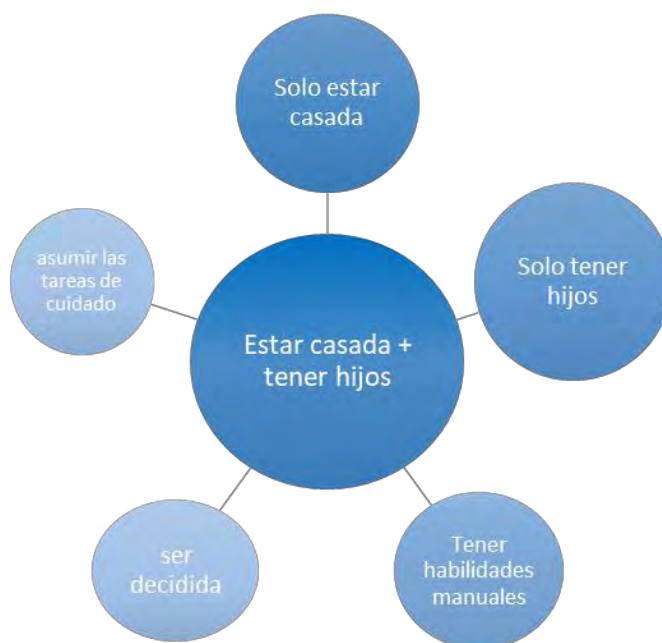 Solo estar
casada
asumir las
tareas de
cuidado
Solo tener
hijos
Estar casada +
tener hijos
ser
decidida
Tener
habilidades
manuales